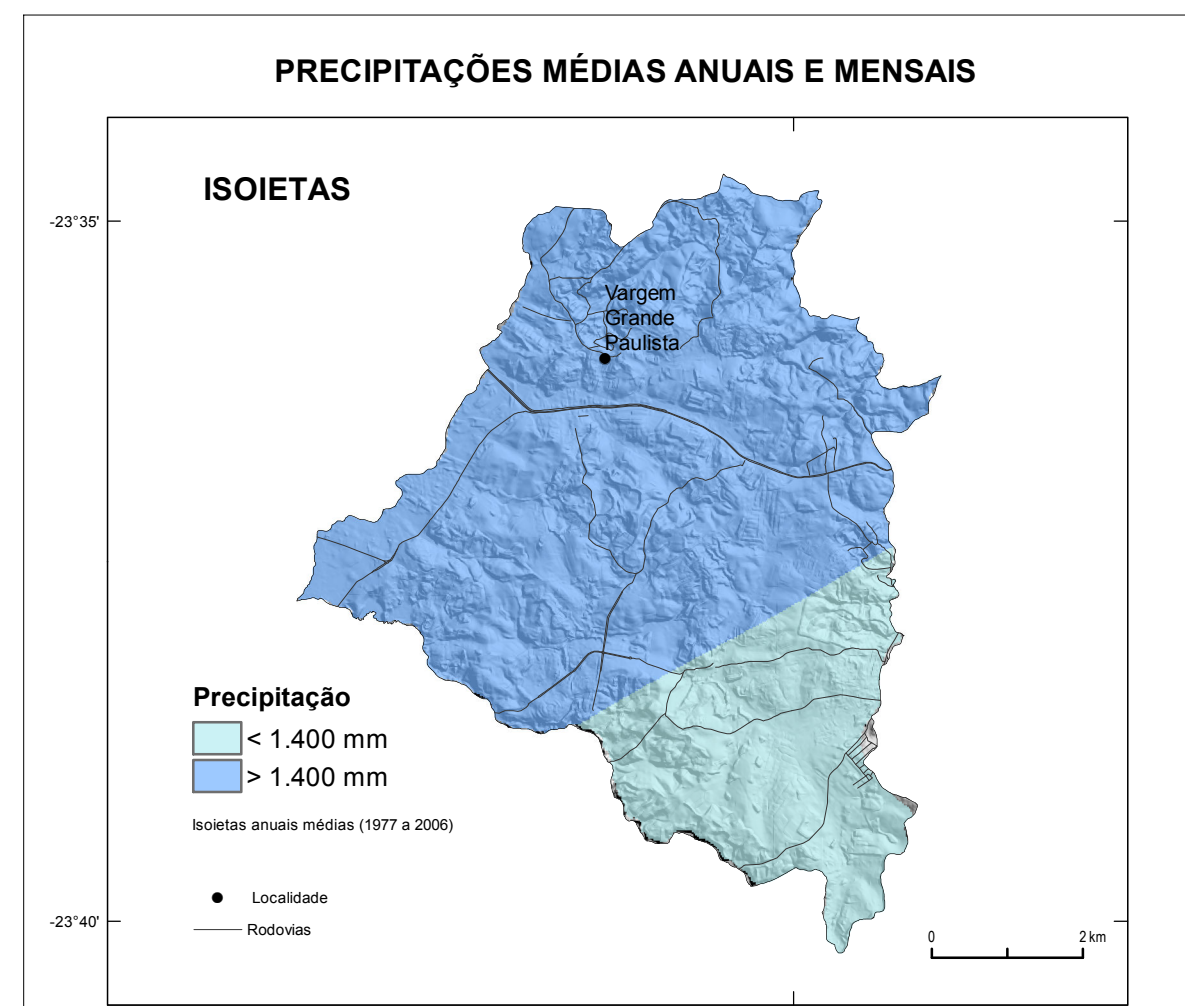 PRECIPITAÇÕES MÉDIAS ANUAIS E MENSAIS
ISOIETAS
-23°35'
Vargem
Grande
Paulista
Precipitação
< 1.400 mm
> 1.400 mm
Isoietas anuais médias (1977 a 2006)
Localidade
Rodovias
-23°40'
0 2 km